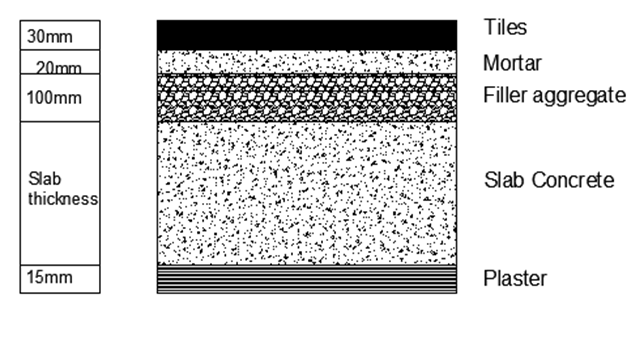 30mm
Tiles
20mm
Mortar
100mm
Filler aggregate
Slab
thickness
Slab Concrete
15mm
Plaster